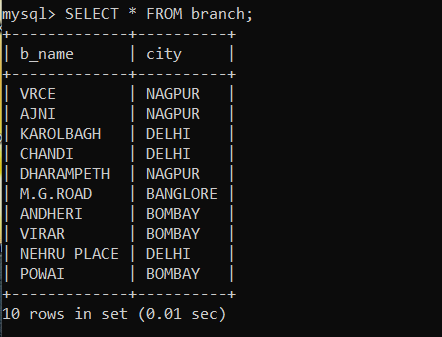 mysql> SELECT * FROM branch;
+-------------+----------+
| b_name      | city     |
+-------------+----------+
| VRCE        | NAGPUR   |
| AJNI        | NAGPUR   |
| KAROLBAGH   | DELHI    |
| CHANDI      | DELHI    |
| DHARAMPETH  | NAGPUR   |
| M.G.ROAD    | BANGLORE |
| ANDHERI     | BOMBAY   |
| VIRAR       | BOMBAY   |
| NEHRU PLACE | DELHI    |
| POWAI       | BOMBAY   |
+-------------+----------+
10 rows in set (0.01 sec)